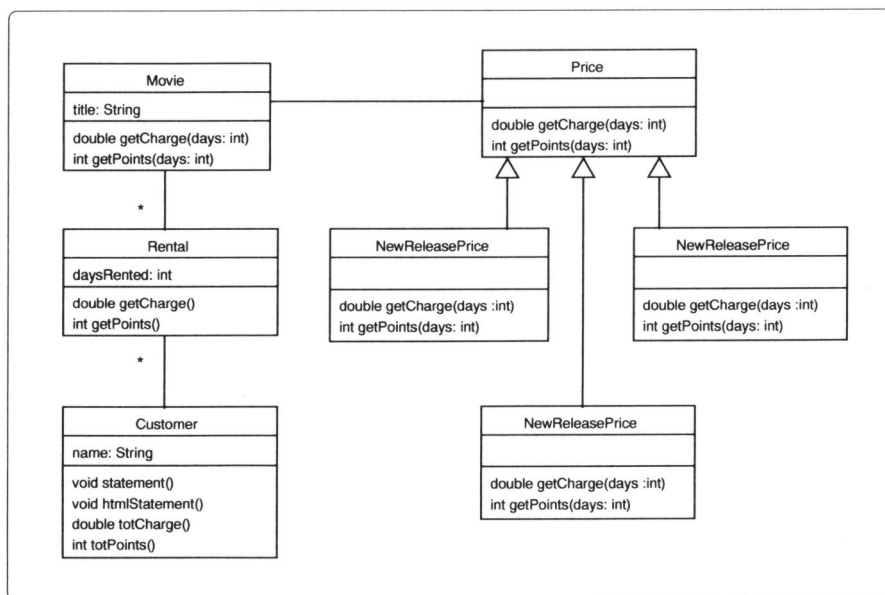 Movie
title: String
double getCharge(days: int)
int getPoints(days: int)
*
Rental
daysRented: int
double getCharge()
int getPoints()
*
Customer
name: String
void statement()
void htmlStatement()
double totCharge()
int totPoints()
Price
double getCharge(days: int)
int getPoints(days: int)
NewReleasePrice
double getCharge(days :int)
int getPoints(days: int)
NewReleasePrice
double getCharge(days :int)
int getPoints(days: int)
NewReleasePrice
double getCharge(days :int)
int getPoints(days: int)